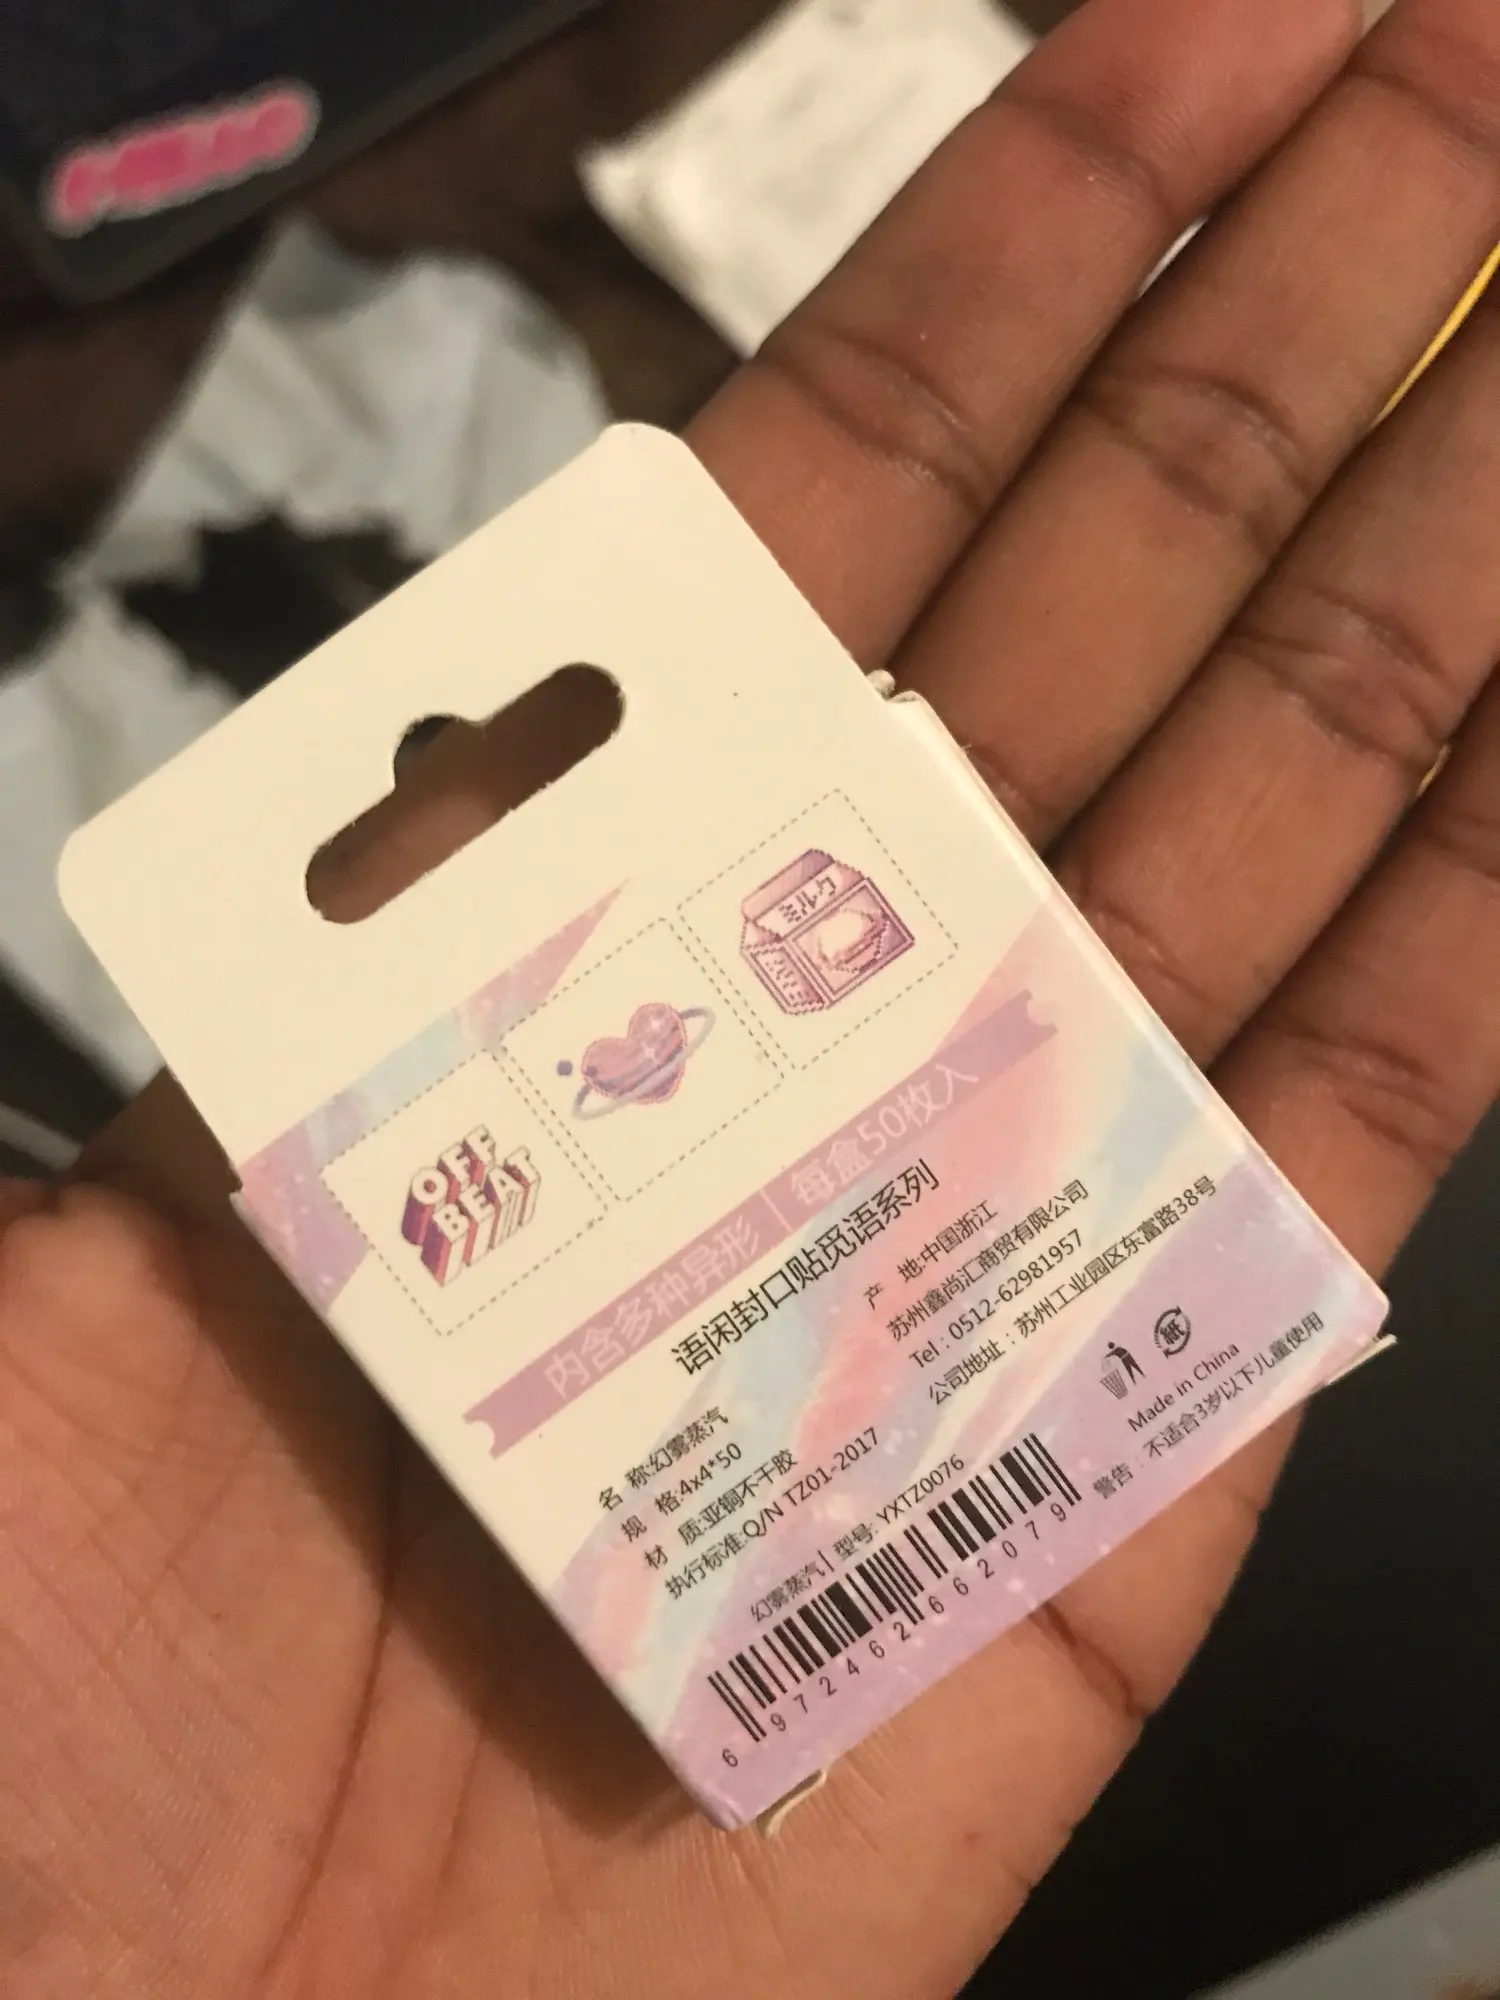 ミルク
OFF
BEAT
内含多种异形 | 每盒50枚入
语闲封口贴觅语系列
名 称:幻雾蒸汽
规 格:4x4*50
材 质:亚铜不干胶
执行标准:Q/N TZ01-2017
产 地:中国浙江
苏州鑫尚汇商贸有限公司
Tel：0512-62981957
公司地址：苏州工业园区东富路38号
幻雾蒸汽 | 型号: YXTZ0076
6 972462 662079
紙
Made in China
警告：不适合3岁以下儿童使用